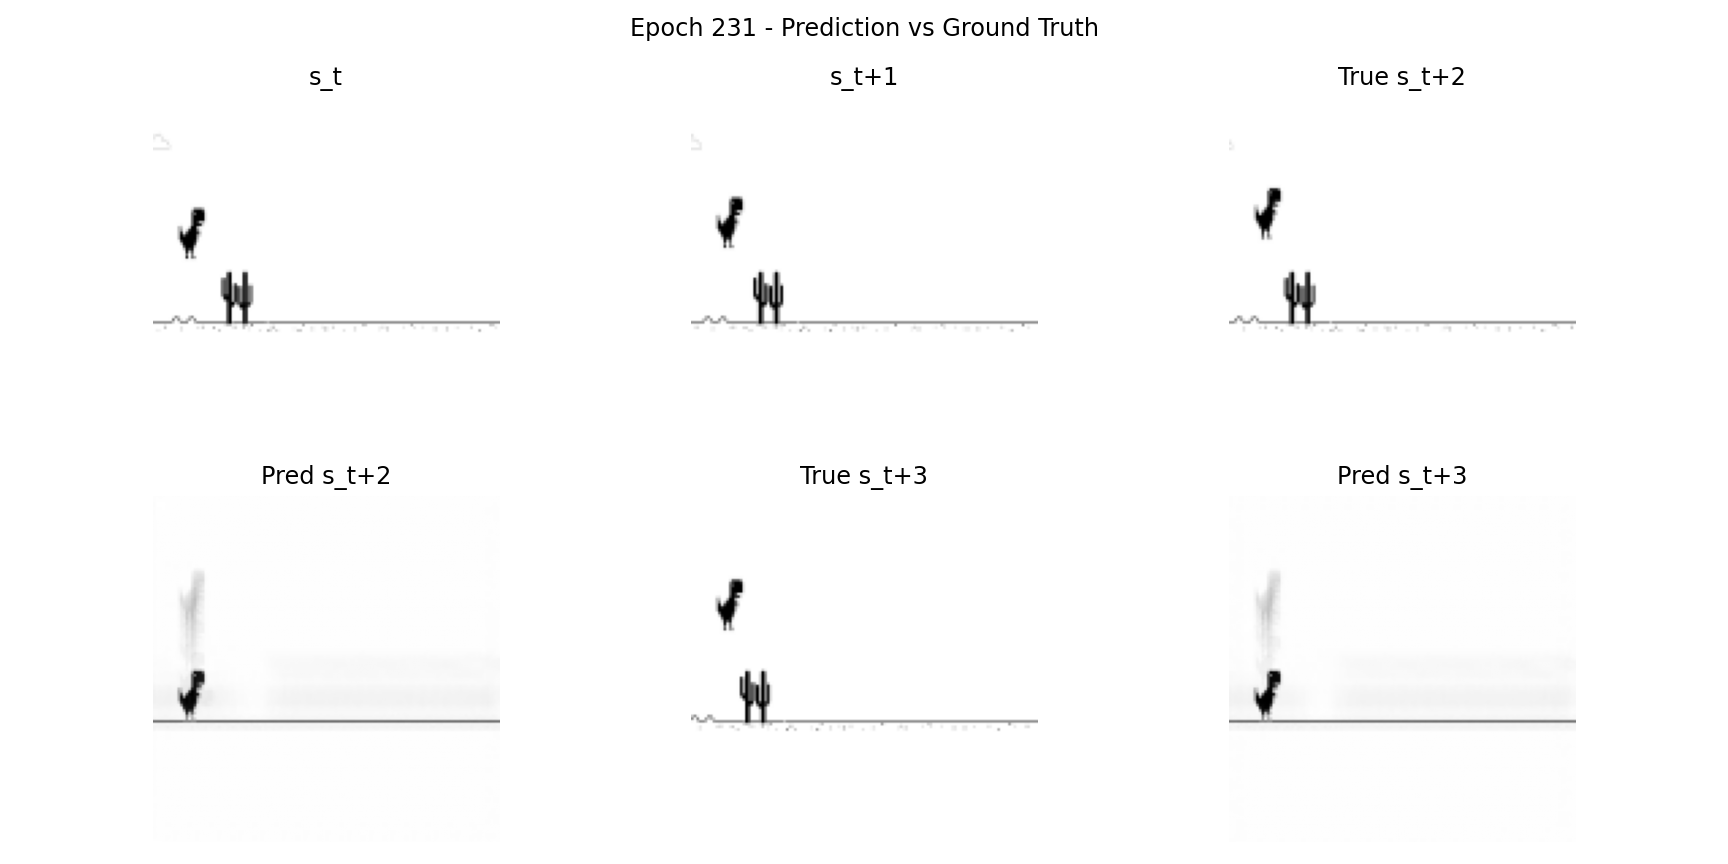 Epoch 231 - Prediction vs Ground Truth
s_t
s_t+1
True s_t+2
Pred s_t+2
True s_t+3
Pred s_t+3